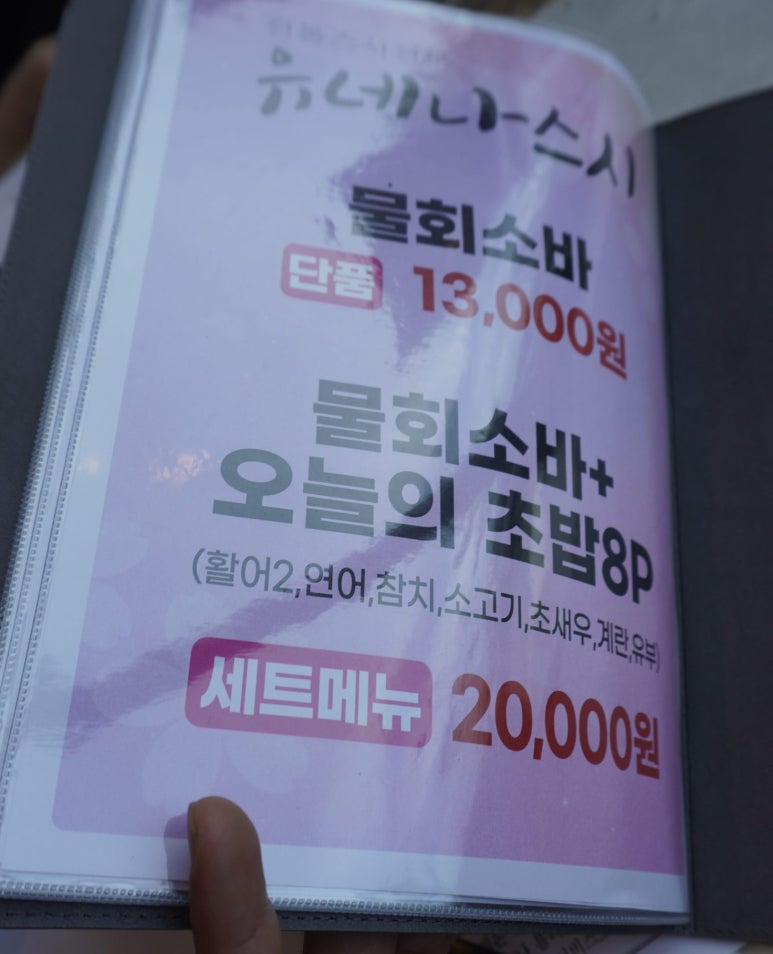 유네나스시
물회소바
단품 13,000원
물회소바+
오늘의 초밥8P
(활어2,연어,참치,소고기,초새우,계란,유부)
세트메뉴 20,000원